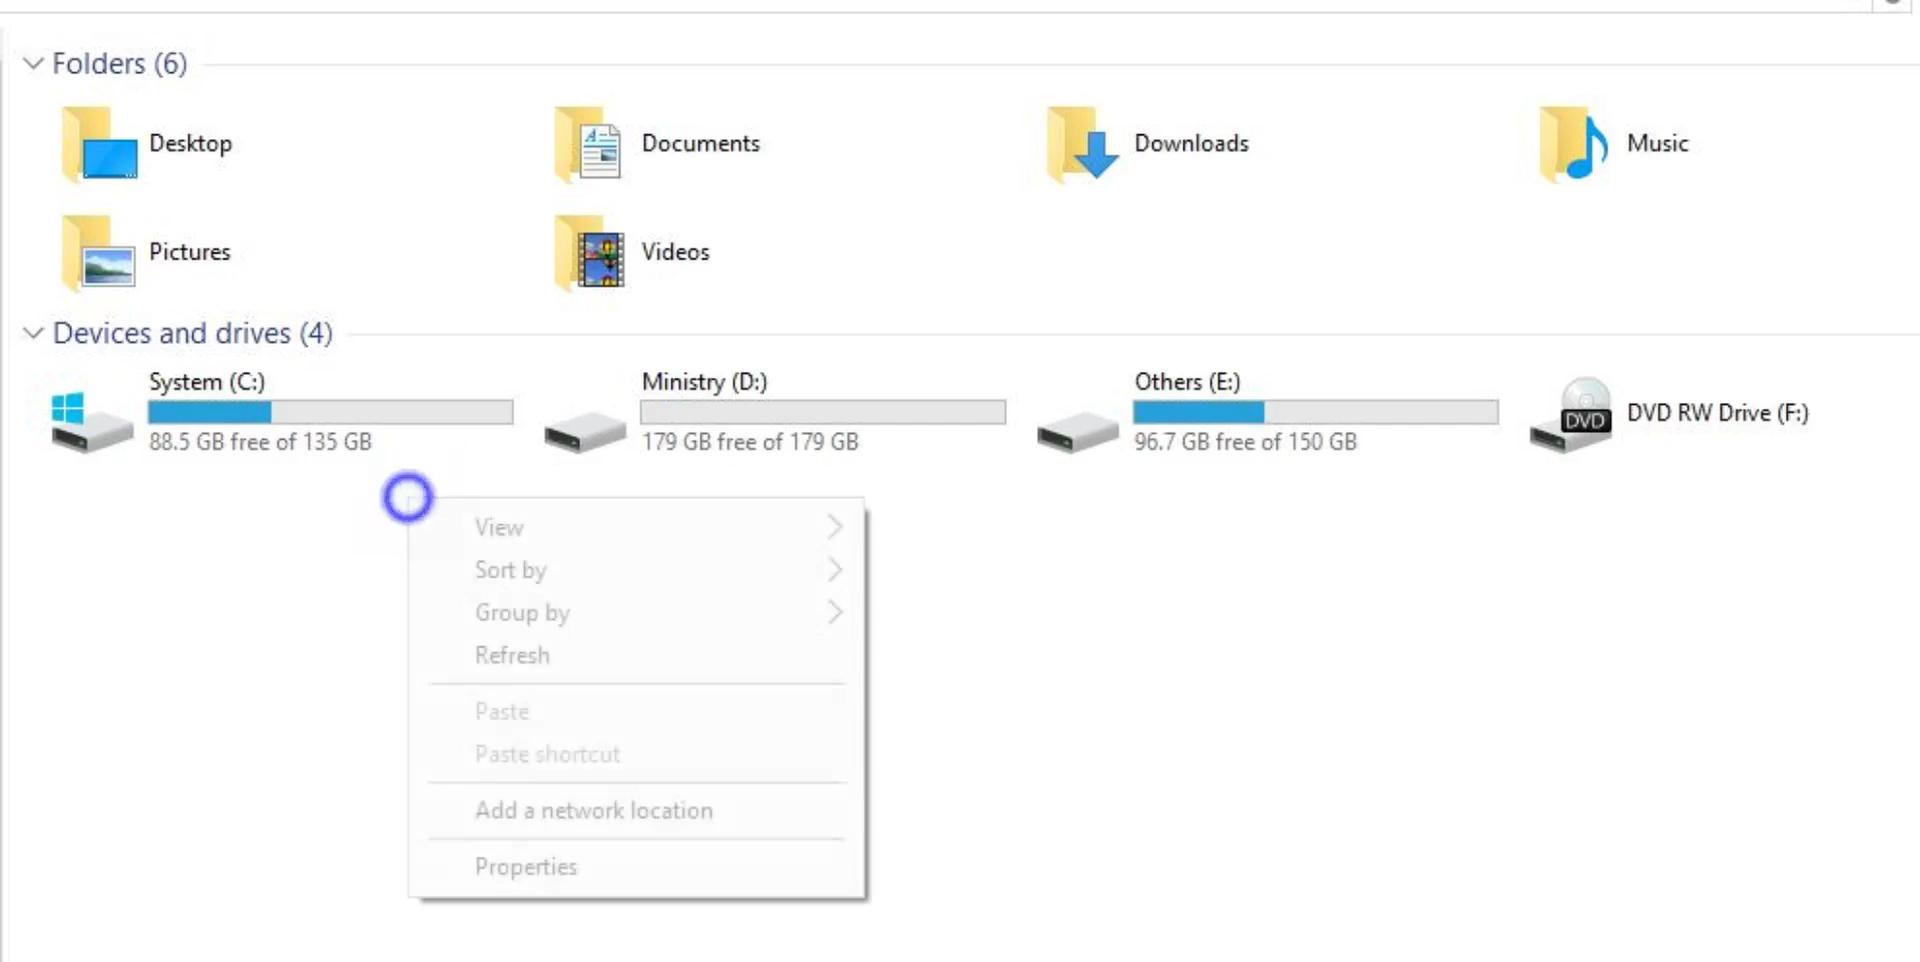 Folders (6)
Desktop
Documents
Downloads
Music
Pictures
Videos
Devices and drives (4)
System (C:)
88.5 GB free of 135 GB
Ministry (D:)
179 GB free of 179 GB
Others (E:)
96.7 GB free of 150 GB
DVD
DVD RW Drive (F:)
View
Sort by
Group by
Refresh
Paste
Paste shortcut
Add a network location
Properties